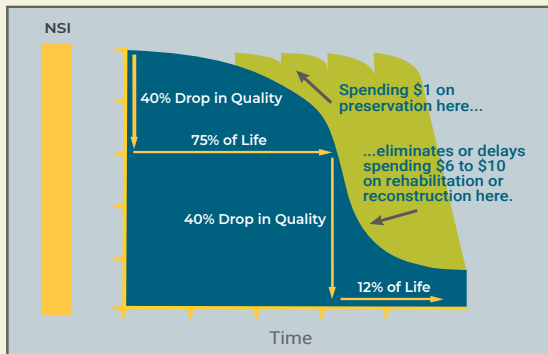 NSI
40% Drop in Quality
75% of Life
Spending $1 on
preservation here...
...eliminates or delays
spending $6 to $10
on rehabilitation or
reconstruction here.
40% Drop in Quality
12% of Life
Time